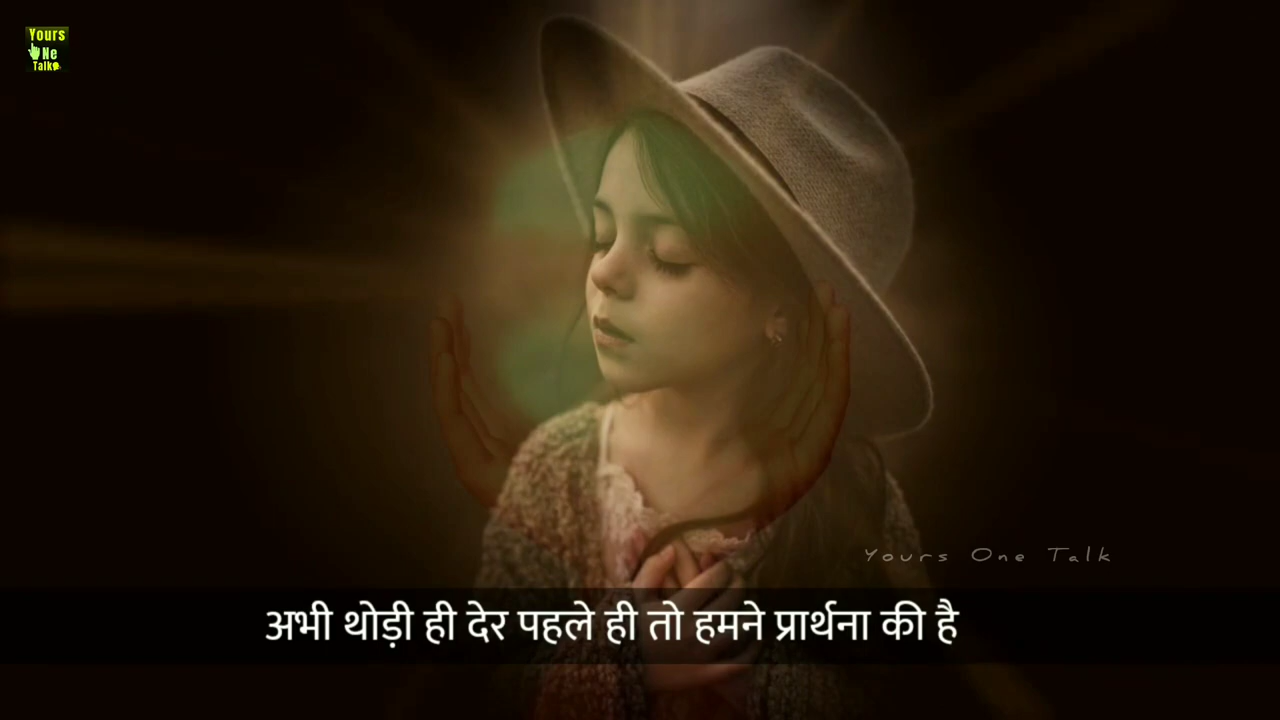 Yours
Ne
Talk
Yours One Talk
अभी थोड़ी ही देर पहले ही तो हमने प्रार्थना की है